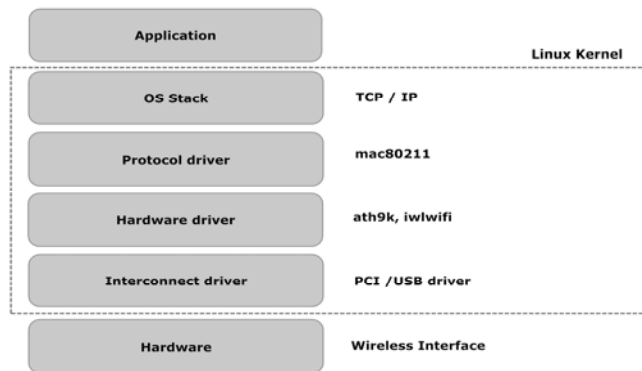 Application
Linux Kernel
OS Stack TCP / IP
Protocol driver mac80211
Hardware driver ath9k, iwlwifi
Interconnect driver PCI /USB driver
Hardware Wireless Interface